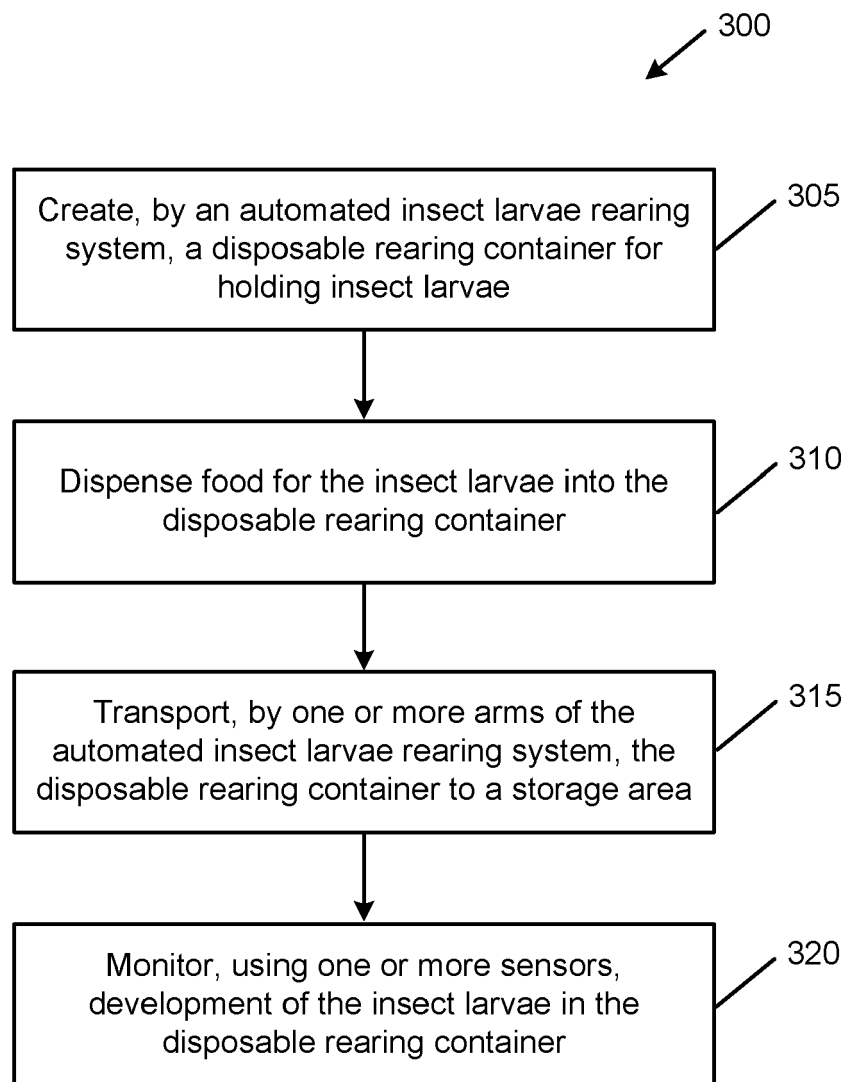 300
Create, by an automated insect larvae rearing
system, a disposable rearing container for
holding insect larvae
305
Dispense food for the insect larvae into the
disposable rearing container
310
Transport, by one or more arms of the
automated insect larvae rearing system, the
disposable rearing container to a storage area
315
Monitor, using one or more sensors,
development of the insect larvae in the
disposable rearing container
320